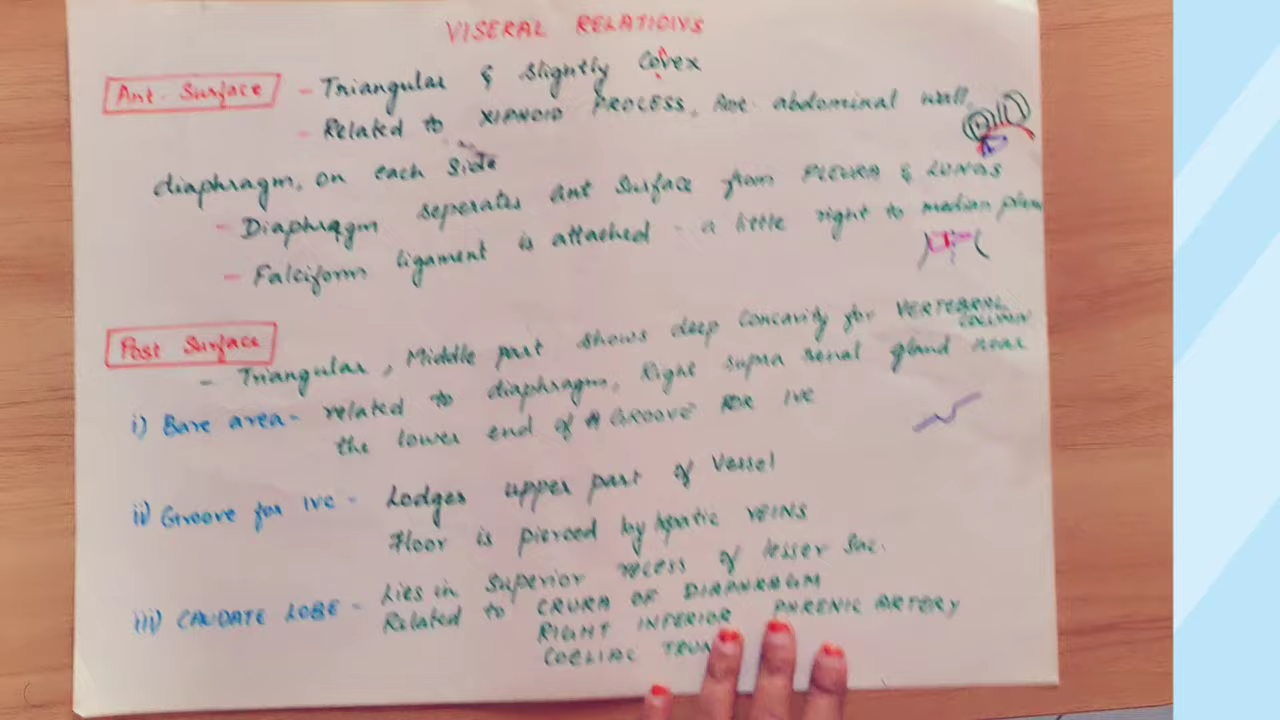 VISERAL RELATIONS
Ant-Surface - Triangular & slightly Covex
- Related to XIPHOID PROCESS, Ant. abdominal wall,
diaphragm, on each side
- Diaphragm seperates ant surface from PLEURA & LUNGS
- Falciform ligament is attached - a little right to median plane
Post Surface
- Triangular, Middle part shows deep concavity for VERTEBRAL COLUMN
i) Bare area - related to diaphragm, Right supra renal gland near
the lower end of A GROOVE FOR IVC
ii) Groove for IVC - Lodges upper part of Vessel
Floor is pierced by hpatic VEINS
iii) CAUDATE LOBE - Lies in superior recess of lesser sac.
Related to CRURA OF DIAPHRAGM
RIGHT INFERIOR PHRENIC ARTERY
COELIAC